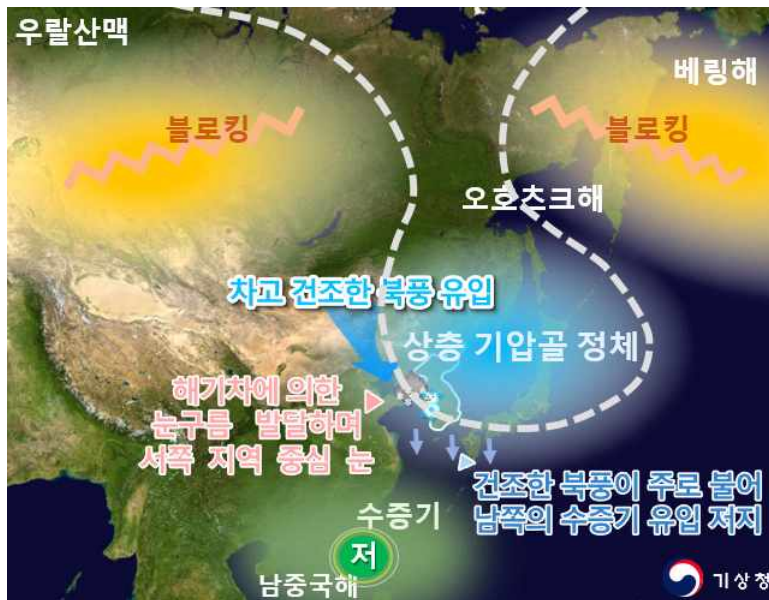 우랄산맥
베링해
블로킹
블로킹
오호츠크해
차고 건조한 북풍 유입
상층 기압골 정체
해기차에 의한
눈구름 발달하며
서쪽 지역 중심 눈
건조한 북풍이 주로 불어
남쪽의 수증기 유입 저지
수증기
저
남중국해
기상청